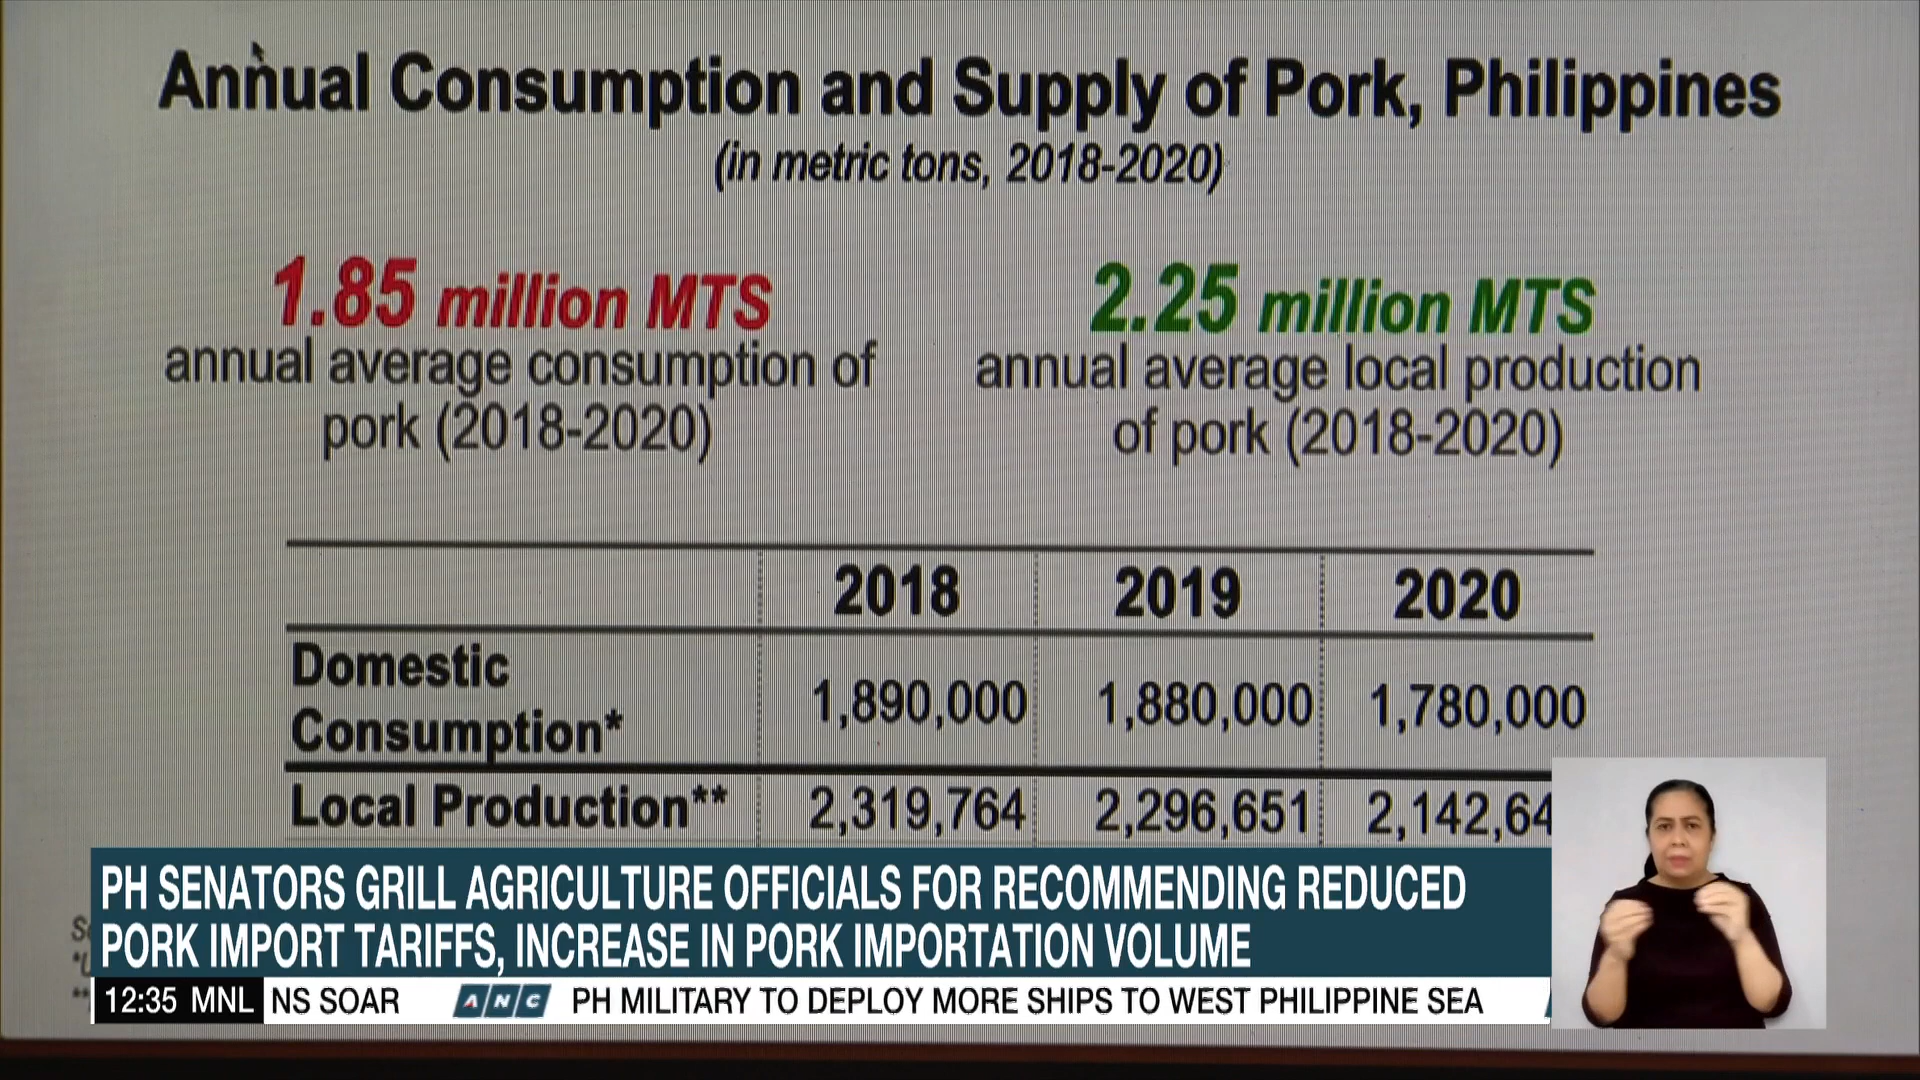 Annual Consumption and Supply of Pork, Philippines
(in metric tons, 2018-2020)
1.85 million MTS
annual average consumption of
pork (2018-2020)
2.25 million MTS
annual average local production
of pork (2018-2020)
2018 2019 2020
Domestic
Consumption* 1,890,000 1,880,000 1,780,000
Local Production** 2,319,764 2,296,651 2,142,64
PH SENATORS GRILL AGRICULTURE OFFICIALS FOR RECOMMENDING REDUCED
PORK IMPORT TARIFFS, INCREASE IN PORK IMPORTATION VOLUME
12:35 MNL NS SOAR ANC PH MILITARY TO DEPLOY MORE SHIPS TO WEST PHILIPPINE SEA